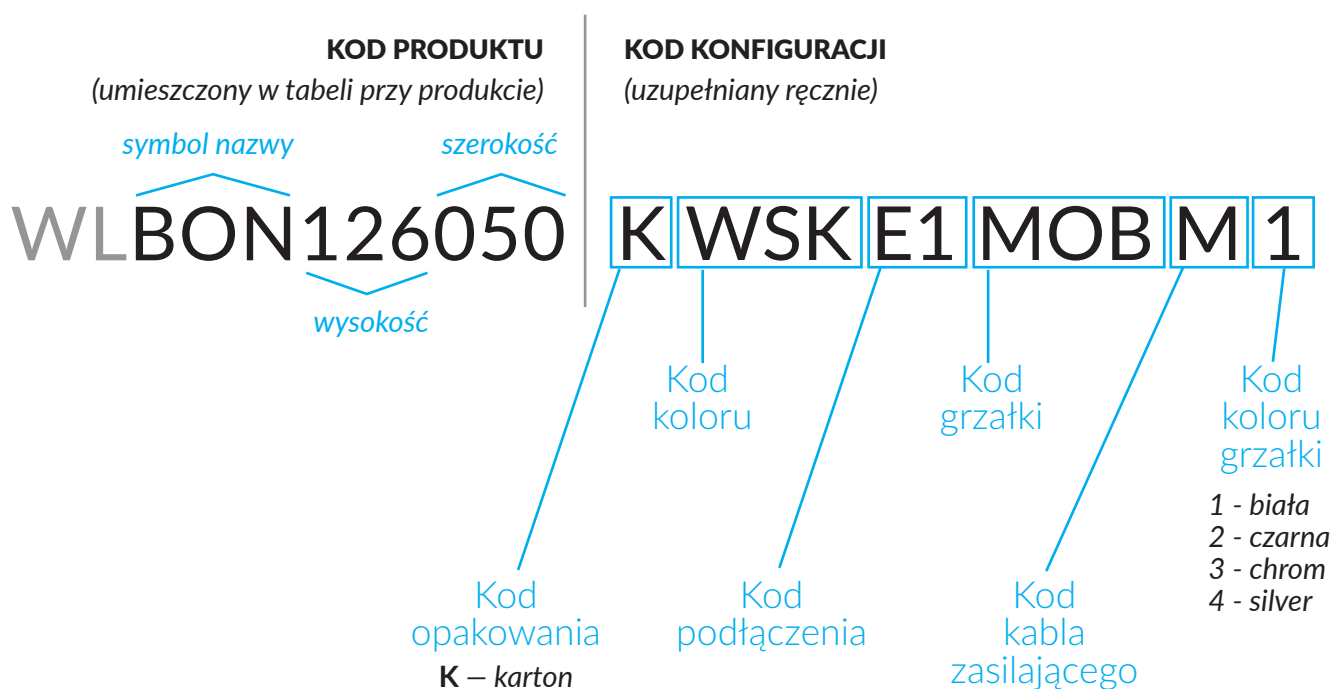 KOD PRODUKTU
(umieszczony w tabeli przy produkcie)
KOD KONFIGURACJI
(uzupełniany ręcznie)
symbol nazwy
szerokość
WLBON126050
K WSK E1 MOB M 1
wysokość
Kod
koloru
Kod
grzałki
Kod
koloru
grzałki
1 - biała
2 - czarna
3 - chrom
4 - silver
Kod
opakowania
K – karton
Kod
podłączenia
Kod
kabla
zasilającego